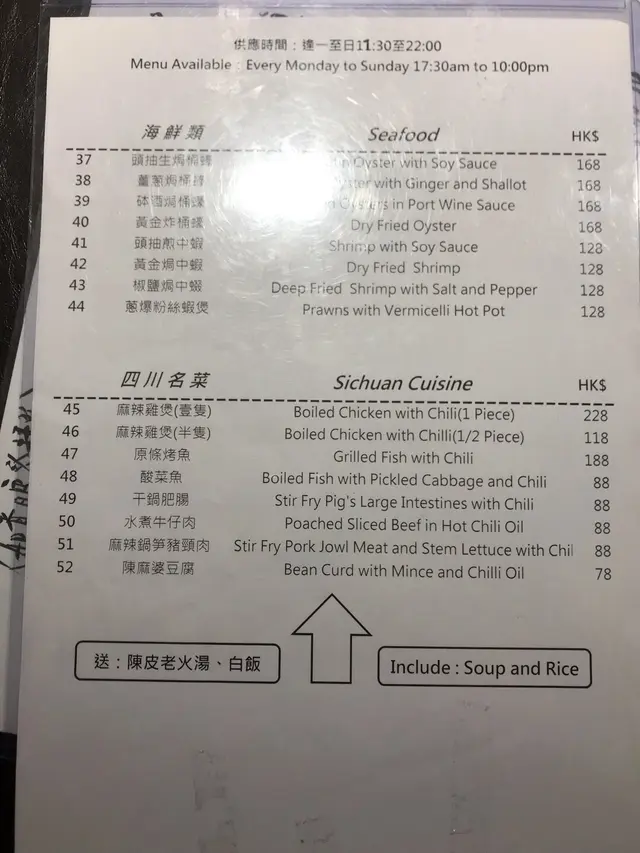 供應時間：逢一至日11:30至22:00
Menu Available : Every Monday to Sunday 17:30am to 10:00pm
海鮮類 Seafood HK$
37 頭抽生焗桶蠔 Oyster with Soy Sauce 168
38 薑蔥焗桶蠔 with Ginger and Shallot 168
39 砵酒焗桶蠔 Oysters in Port Wine Sauce 168
40 黃金炸桶蠔 Dry Fried Oyster 168
41 頭抽煎中蝦 Shrimp with Soy Sauce 128
42 黃金焗中蝦 Dry Fried Shrimp 128
43 椒鹽焗中蝦 Deep Fried Shrimp with Salt and Pepper 128
44 蔥爆粉絲蝦煲 Prawns with Vermicelli Hot Pot 128
四川名菜 Sichuan Cuisine HK$
45 麻辣雞煲(壹隻) Boiled Chicken with Chili(1 Piece) 228
46 麻辣雞煲(半隻) Boiled Chicken with Chilli(1/2 Piece) 118
47 原條烤魚 Grilled Fish with Chili 188
48 酸菜魚 Boiled Fish with Pickled Cabbage and Chili 88
49 干鍋肥腸 Stir Fry Pig's Large Intestines with Chili 88
50 水煮牛仔肉 Poached Sliced Beef in Hot Chili Oil 88
51 麻辣鍋笋豬頸肉 Stir Fry Pork Jowl Meat and Stem Lettuce with Chil 88
52 陳麻婆豆腐 Bean Curd with Mince and Chilli Oil 78
送：陳皮老火湯、白飯
Include : Soup and Rice